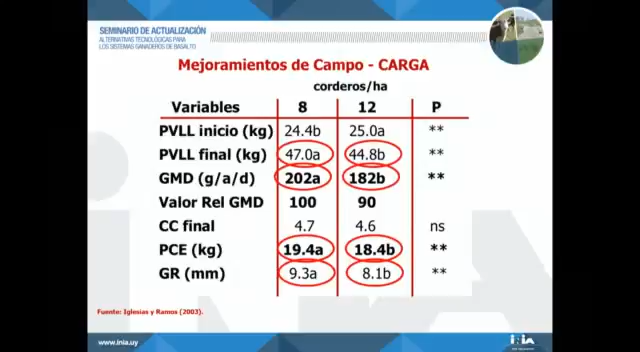 SEMINARIO DE ACTUALIZACIÓN
ALTERNATIVAS TECNOLÓGICAS PARA
LOS SISTEMAS GANADEROS DE BASALTO
Mejoramientos de Campo - CARGA
corderos/ha
Variables 8 12 P
PVLL inicio (kg) 24.4b 25.0a **
PVLL final (kg) 47.0a 44.8b **
GMD (g/a/d) 202a 182b **
Valor Rel GMD 100 90
CC final 4.7 4.6 ns
PCE (kg) 19.4a 18.4b **
GR (mm) 9.3a 8.1b **
Fuente: Iglesias y Ramos (2003).
www.inia.uy